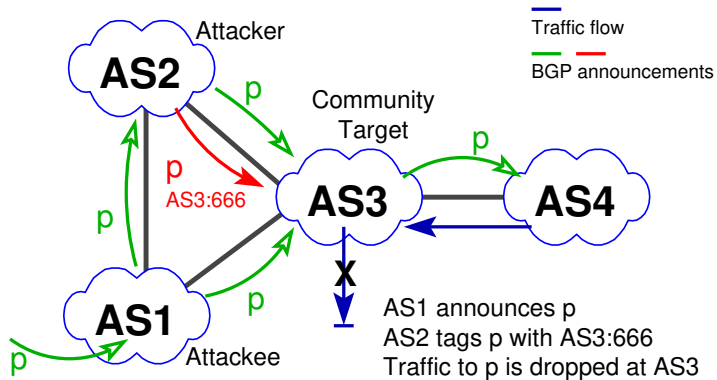 Attacker
Traffic flow
BGP announcements
AS2
p
p
Community
Target
p
p
AS3:666
AS3
AS4
p
p
AS1
Attackee
p
X
AS1 announces p
AS2 tags p with AS3:666
Traffic to p is dropped at AS3